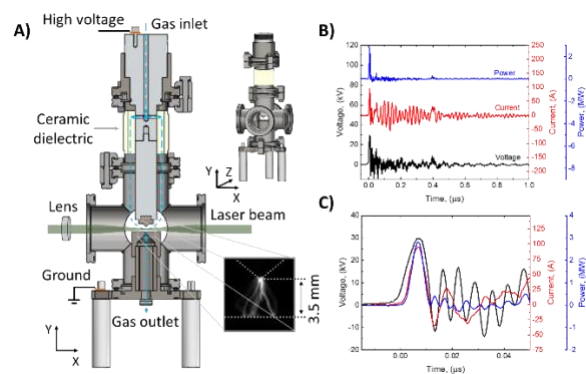 A)
High voltage
Gas inlet
Ceramic
dielectric
Y
Z
X
Lens
Laser beam
Ground
Gas outlet
3.5 mm
Y
X
B)
Voltage, (kV)
120
100
80
60
40
20
0
-20
Power
Current
Voltage
0.0
0.2
0.4
0.6
0.8
1.0
Time, (µs)
250
200
150
100
50
0
-50
-100
-150
-200
Current, (A)
2
0
-2
-4
-6
Power, (MW)
C)
Voltage, (kV)
40
30
20
10
0
-10
-20
0.00
0.02
0.04
Time, (µs)
175
150
125
100
75
50
25
0
-25
-50
-75
Current, (A)
4
3
2
1
0
-1
-2
Power, (MW)